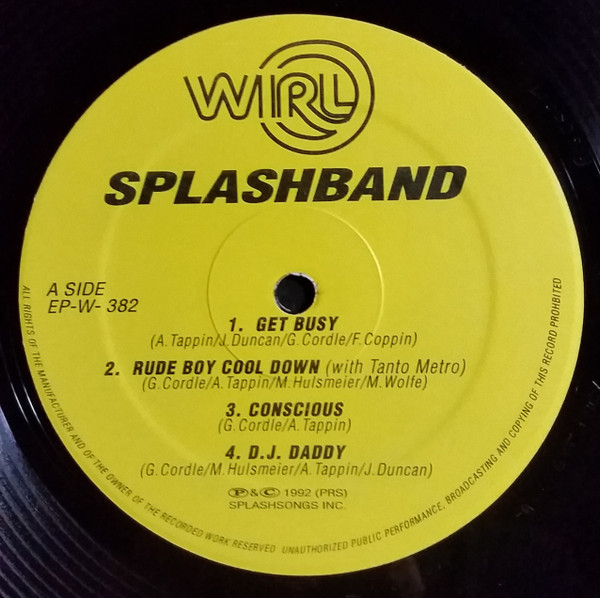 WIRL
SPLASHBAND
A SIDE
EP-W- 382
1. GET BUSY
(A.Tappin/J.Duncan/G.Cordle/F.Coppin)
2. RUDE BOY COOL DOWN (with Tanto Metro)
(G.Cordle/A.Tappin/M.Hulsmeier/M.Wolfe)
3. CONSCIOUS
(G.Cordle/A.Tappin)
4. D.J. DADDY
(G.Cordle/M.Hulsmeier/A.Tappin/J.Duncan)
℗&© 1992 (PRS)
SPLASHSONGS INC.
ALL RIGHTS OF THE MANUFACTURER AND OF THE OWNER OF THE RECORDED WORK RESERVED UNAUTHORIZED PUBLIC PERFORMANCE, BROADCASTING AND COPYING OF THIS RECORD PROHIBITED